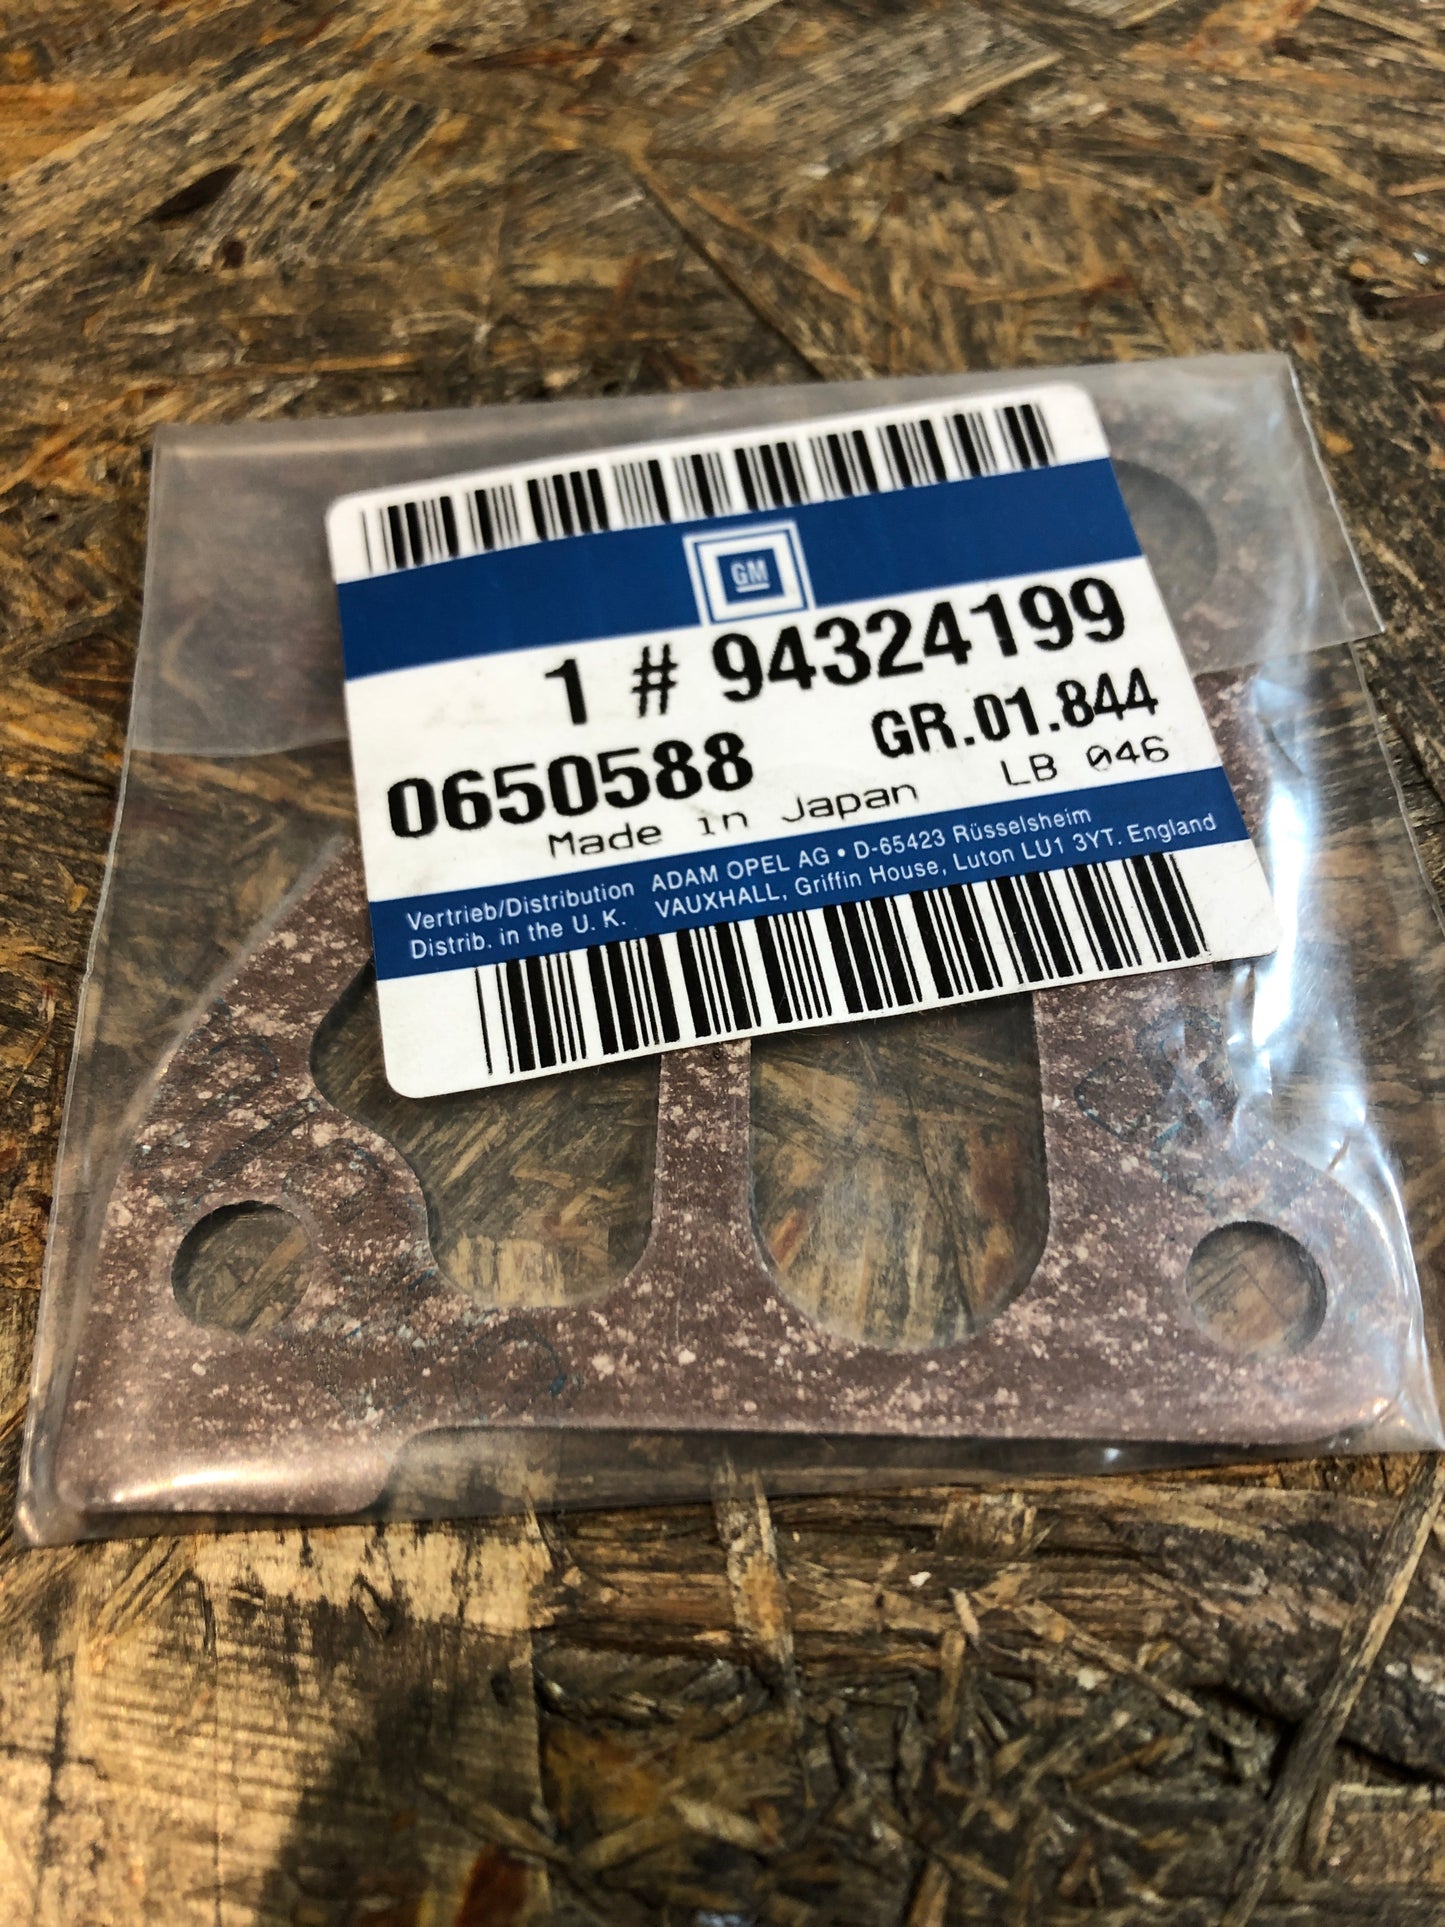 GM
1 # 94324199
0650588 GR.01.844
Made in Japan LB 046
Vertrieb/Distribution ADAM OPEL AG • D-65423 Rüsselsheim
Distrib. in the U. K. VAUXHALL, Griffin House, Luton LU1 3YT. England